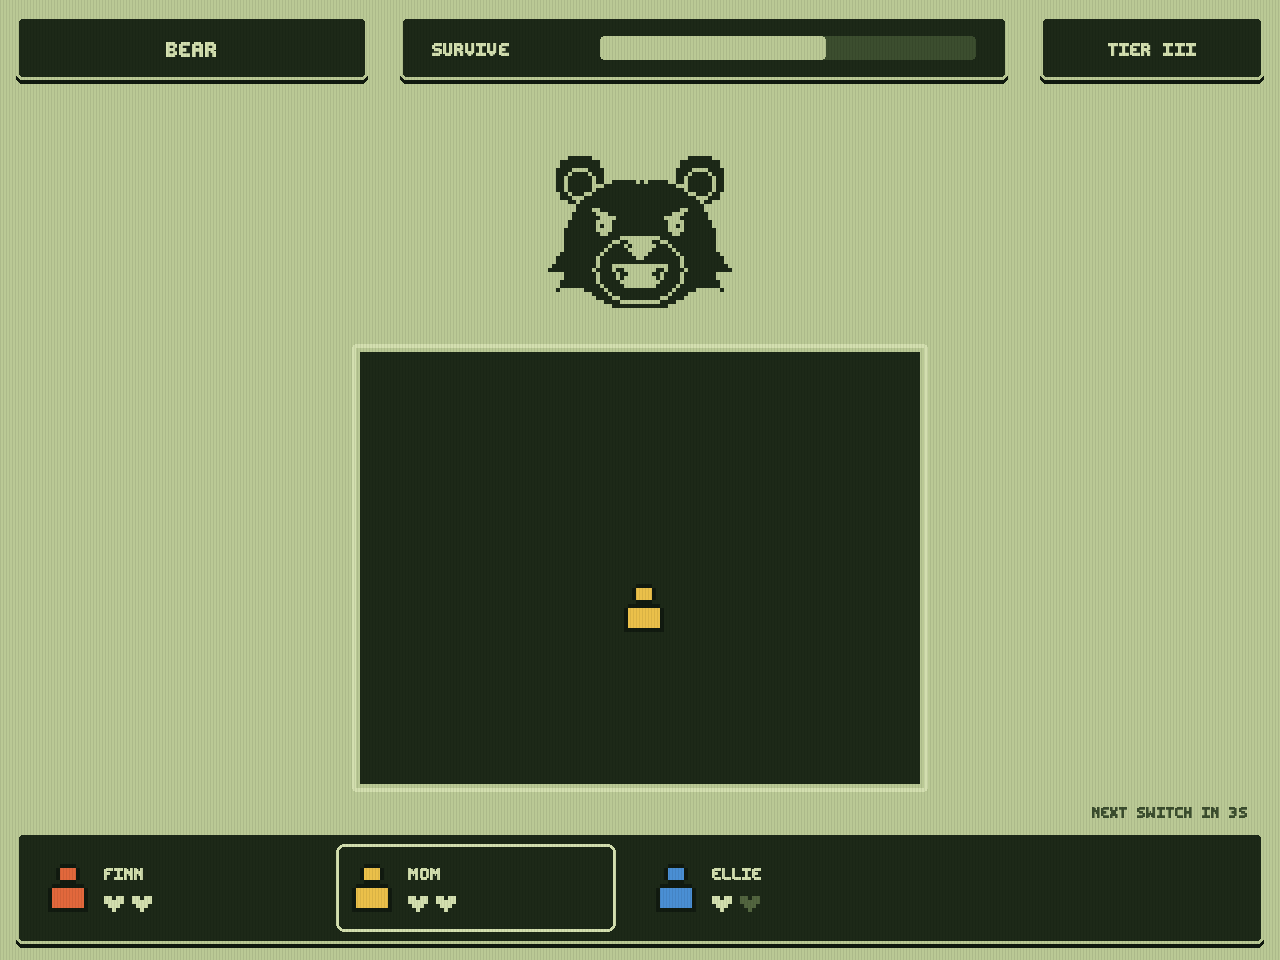 BEAR
SURVIVE
TIER III
NEXT SWITCH IN 3S
FINN
MOM
ELLIE